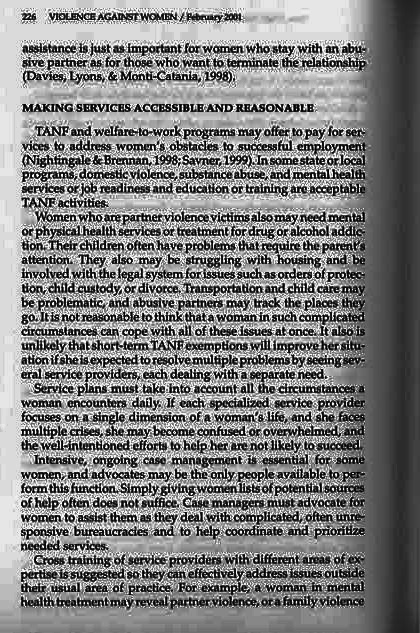 226 VIOLENCE AGAINST WOMEN / February 2001
assistance is just as important for women who stay with an abu-
sive partner as for those who want to terminate the relationship
(Davies, Lyons, & Monti-Catania, 1998).
MAKING SERVICES ACCESSIBLE AND REASONABLE
TANF and welfare-to-work programs may offer to pay for ser-
vices to address women's obstacles to successful employment
(Nightingale & Brennan, 1998; Savner, 1999). In some state or local
programs, domestic violence, substance abuse, and mental health
services or job readiness and education or training are acceptable
TANF activities.
Women who are partner violence victims also may need mental
or physical health services or treatment for drug or alcohol addic-
tion. Their children often have problems that require the parent's
attention. They also may be struggling with housing and be
involved with the legal system for issues such as orders of protec-
tion, child custody, or divorce. Transportation and child care may
be problematic, and abusive partners may track the places they
go. It is not reasonable to think that a woman in such complicated
circumstances can cope with all of these issues at once. It also is
unlikely that short-term TANF exemptions will improve her situ-
ation if she is expected to resolve multiple problems by seeing sev-
eral service providers, each dealing with a separate need.
Service plans must take into account all the circumstances a
woman encounters daily. If each specialized service provider
focuses on a single dimension of a woman's life, and she faces
multiple crises, she may become confused or overwhelmed, and
the well-intentioned efforts to help her are not likely to succeed.
Intensive, ongoing case management is essential for some
women, and advocates may be the only people available to per-
form this function. Simply giving women lists of potential sources
of help often does not suffice. Case managers must advocate for
women to assist them as they deal with complicated, often unre-
sponsive bureaucracies and to help coordinate and prioritize
needed services.
Cross training of service providers with different areas of ex-
pertise is suggested so they can effectively address issues outside
their usual area of practice. For example, a woman in mental
health treatment may reveal partner violence, or a family violence